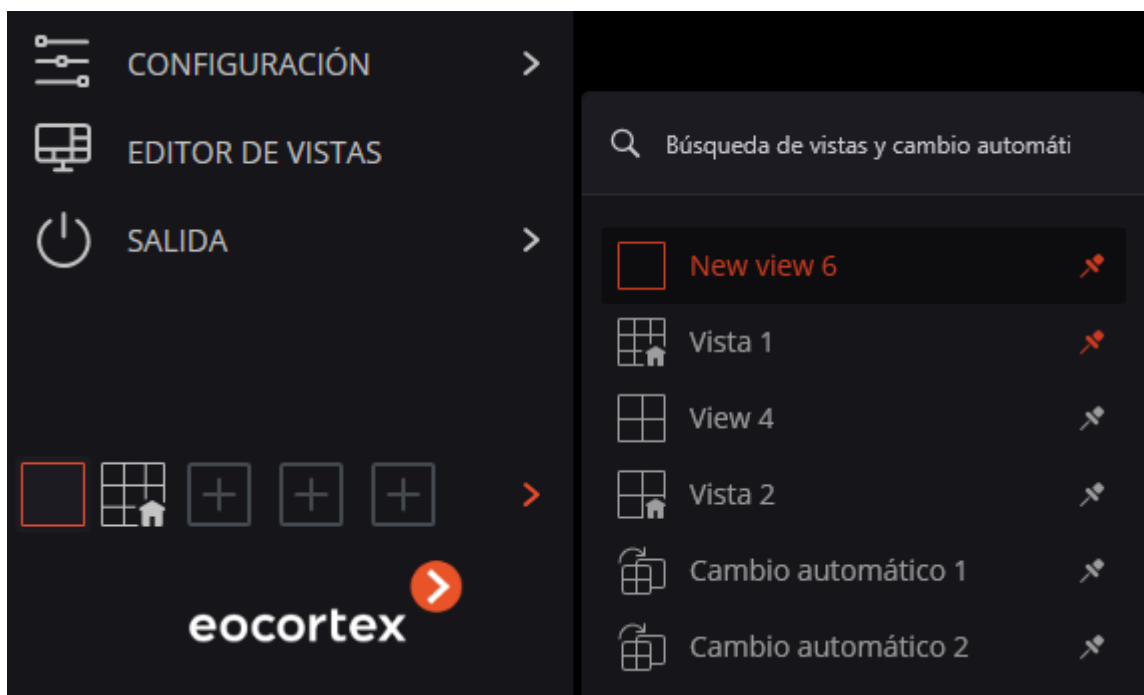 CONFIGURACIÓN
EDITOR DE VISTAS
SALIDA
eocortex
Búsqueda de vistas y cambio automáti
New view 6
Vista 1
View 4
Vista 2
Cambio automático 1
Cambio automático 2